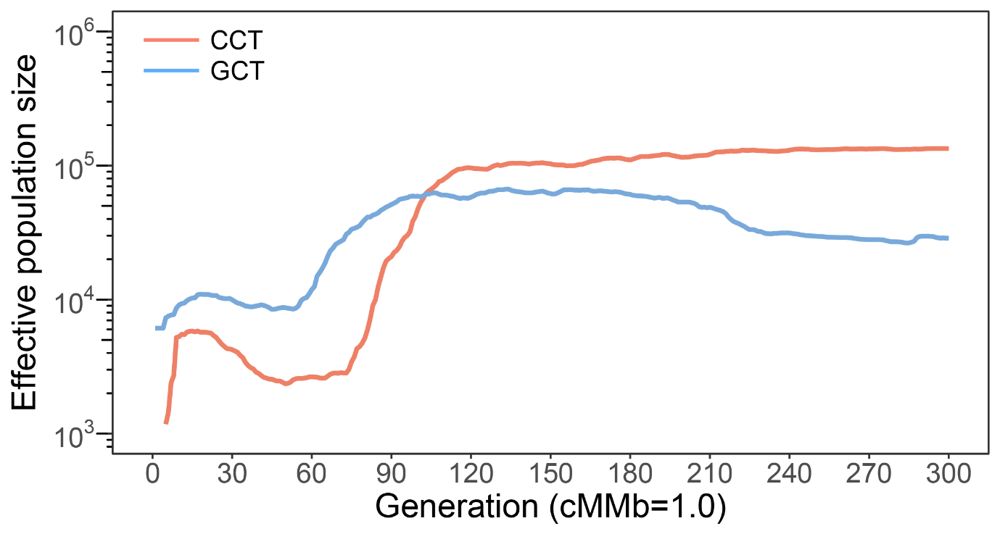 CCT
GCT
Effective population size
10^6
10^5
10^4
10^3
0 30 60 90 120 150 180 210 240 270 300
Generation (cMMb=1.0)